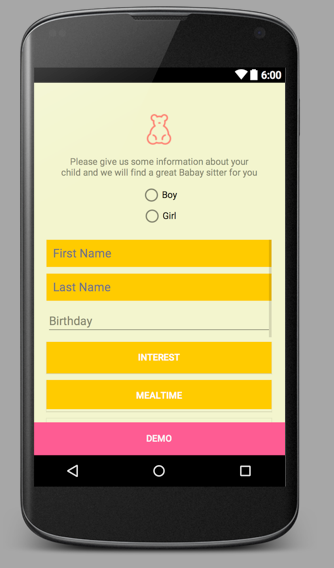 6:00
Please give us some information about your
child and we will find a great Babay sitter for you
Boy
Girl
First Name
Last Name
Birthday
INTEREST
MEALTIME
DEMO